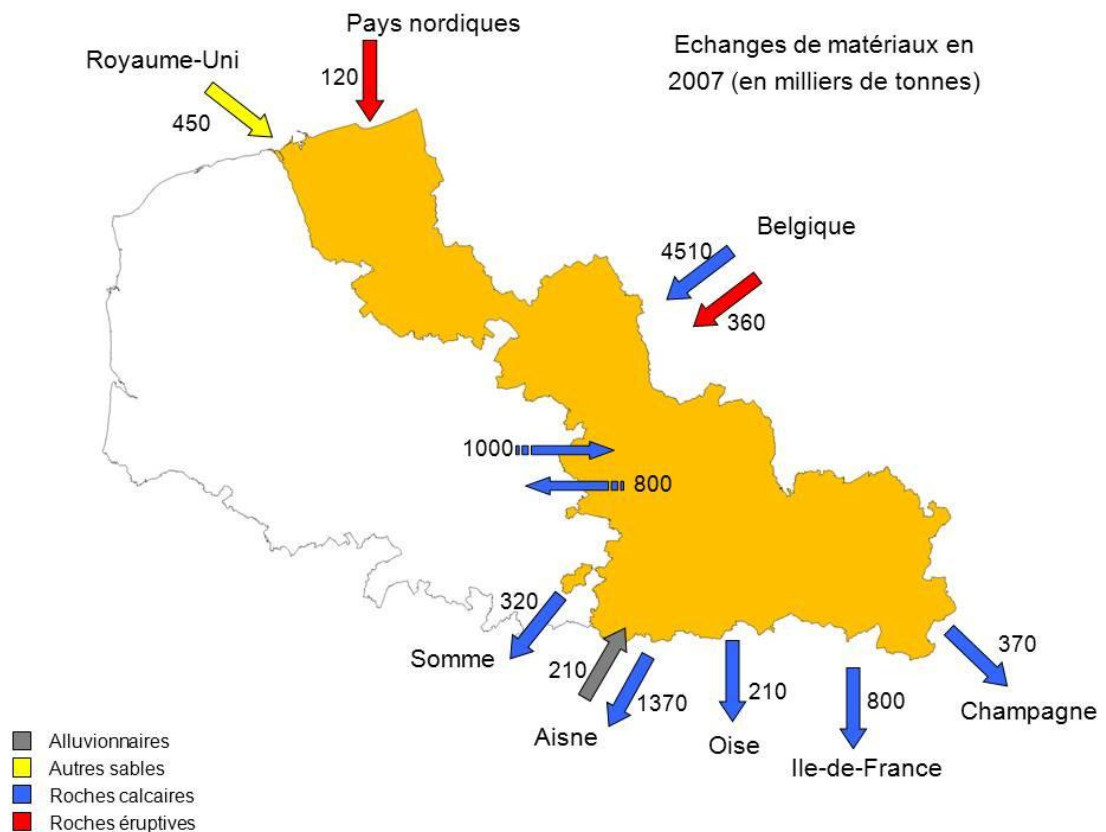 Pays nordiques
Echanges de matériaux en
2007 (en milliers de tonnes)
Royaume-Uni
120
450
Belgique
4510
360
1000
800
320
Somme
210
1370
Aisne
210
Oise
800
Ile-de-France
370
Champagne
Alluvionnaires
Autres sables
Roches calcaires
Roches éruptives